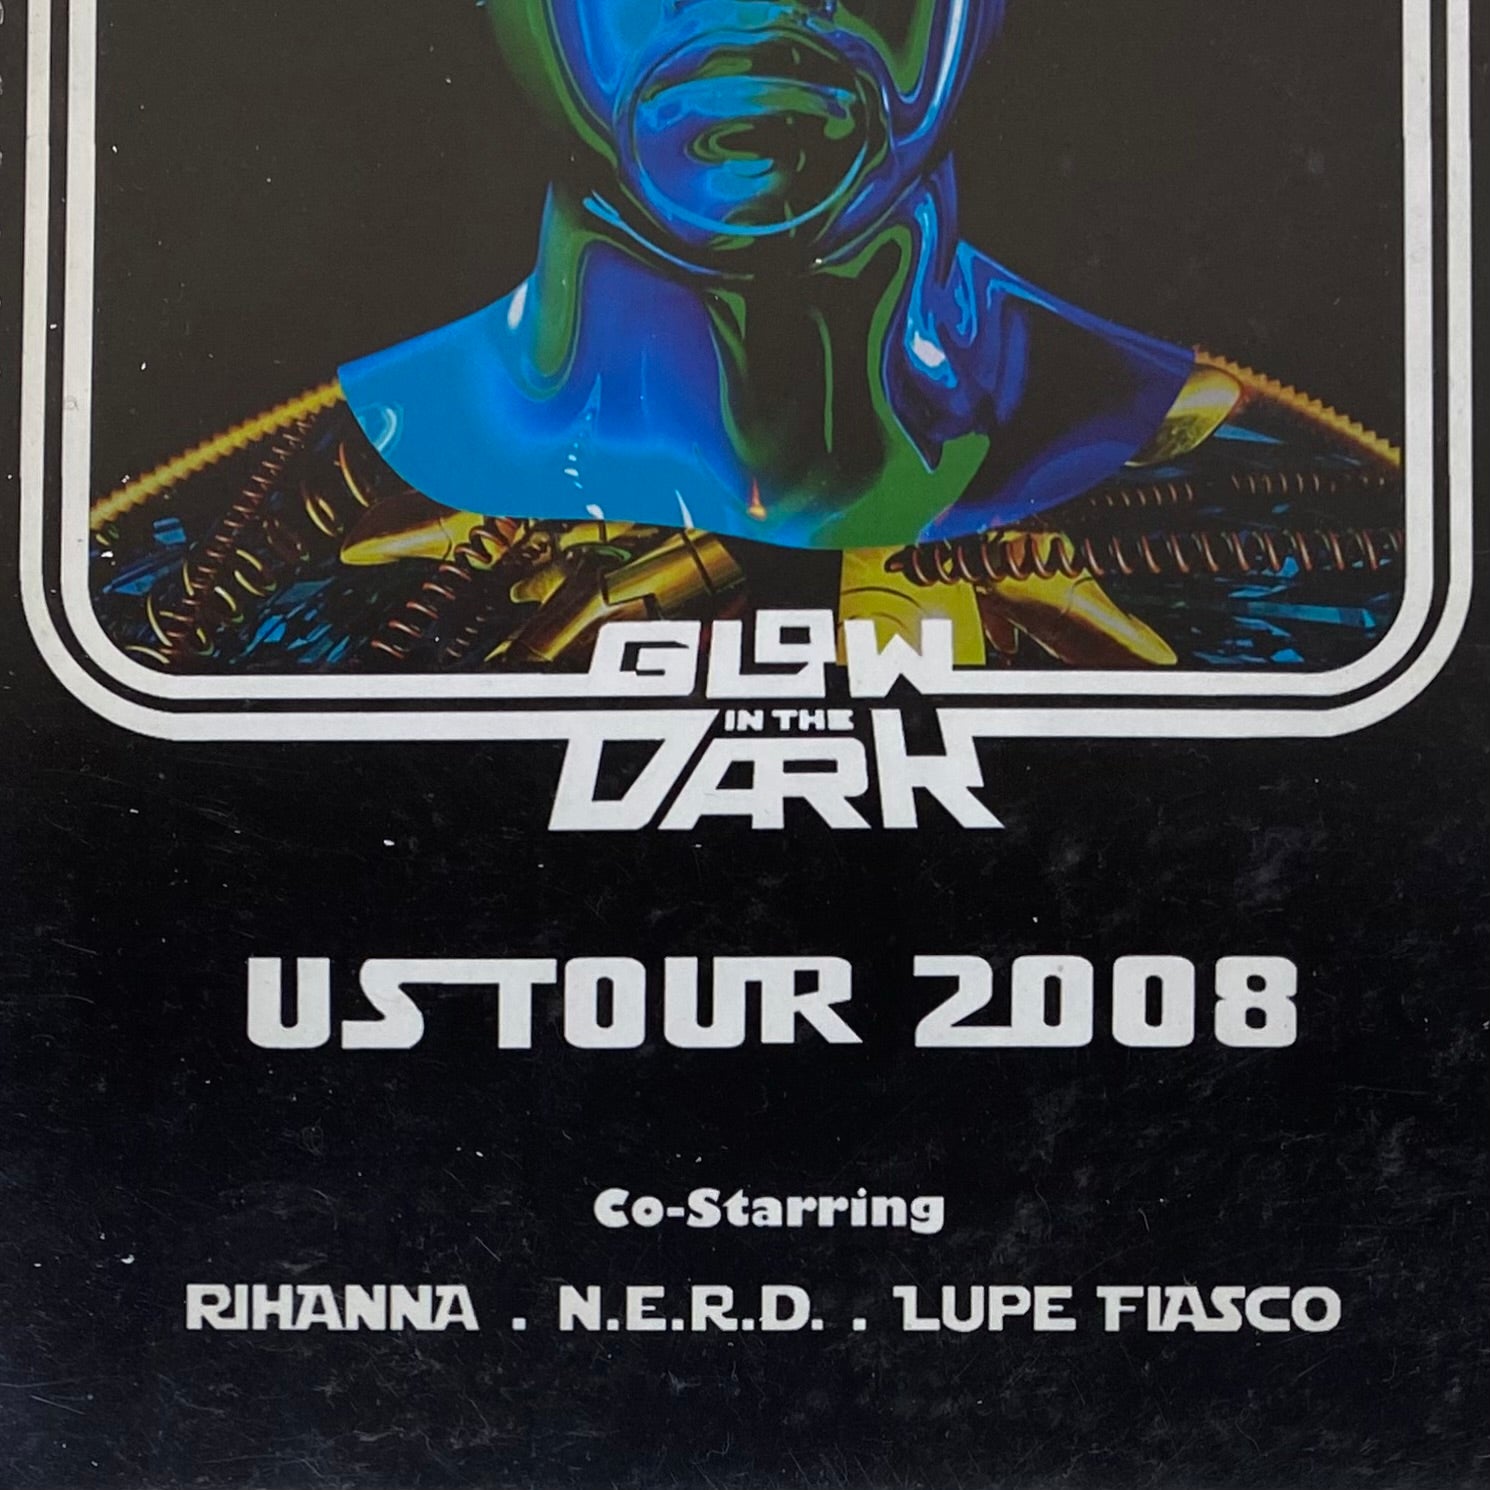 GLOW
IN THE
DARK
US TOUR 2008
Co-Starring
RIHANNA . N.E.R.D. . LUPE FIASCO